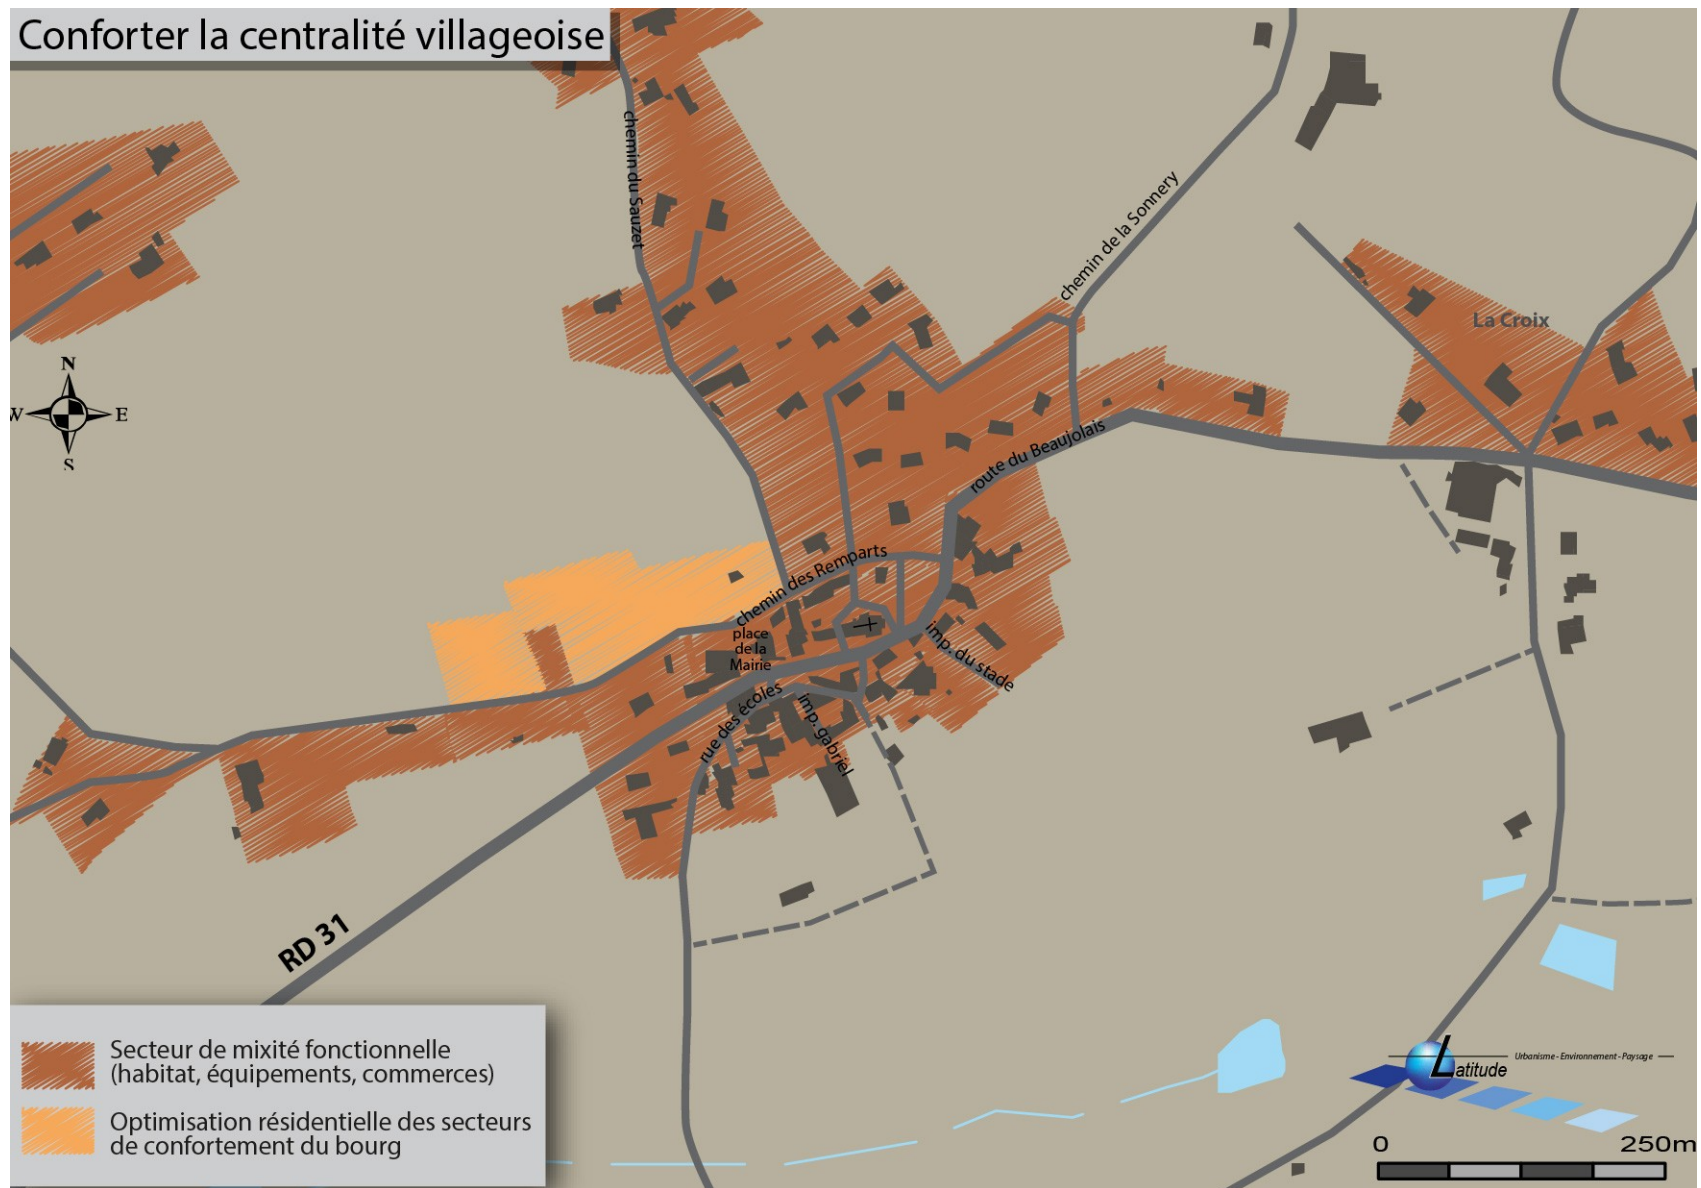 Conforter la centralité villageoise
chemin du Sauzet
chemin de la Sonnery
La Croix
N
W
E
S
route du Beaujolais
chemin des Remparts
place
de la
Mairie
imp. du stade
rue des écoles
imp. gabriel
RD 31
Secteur de mixité fonctionnelle
(habitat, équipements, commerces)
Optimisation résidentielle des secteurs
de confortement du bourg
Urbanisme - Environnement - Paysage
Latitude
0
250m